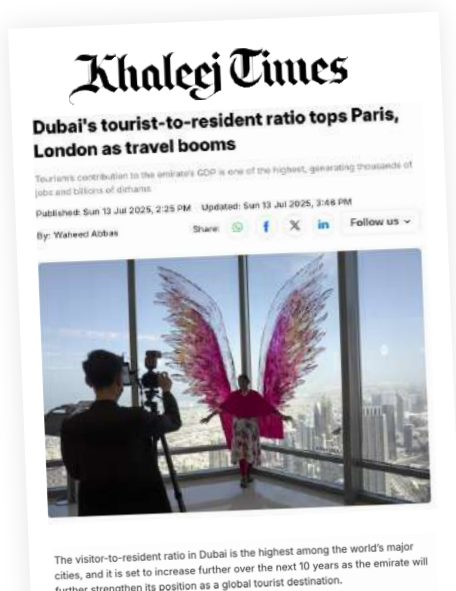 Khaleej Times
Dubai's tourist-to-resident ratio tops Paris,
London as travel booms
Tourism's contribution to the emirate's GDP is one of the highest, generating thousands of
jobs and billions of dirhams
Published: Sun 13 Jul 2025, 2:25 PM Updated: Sun 13 Jul 2025, 3:46 PM
By: Waheed Abbas
Share:
Follow us
The visitor-to-resident ratio in Dubai is the highest among the world's major
cities, and it is set to increase further over the next 10 years as the emirate will
further strengthen its position as a global tourist destination.